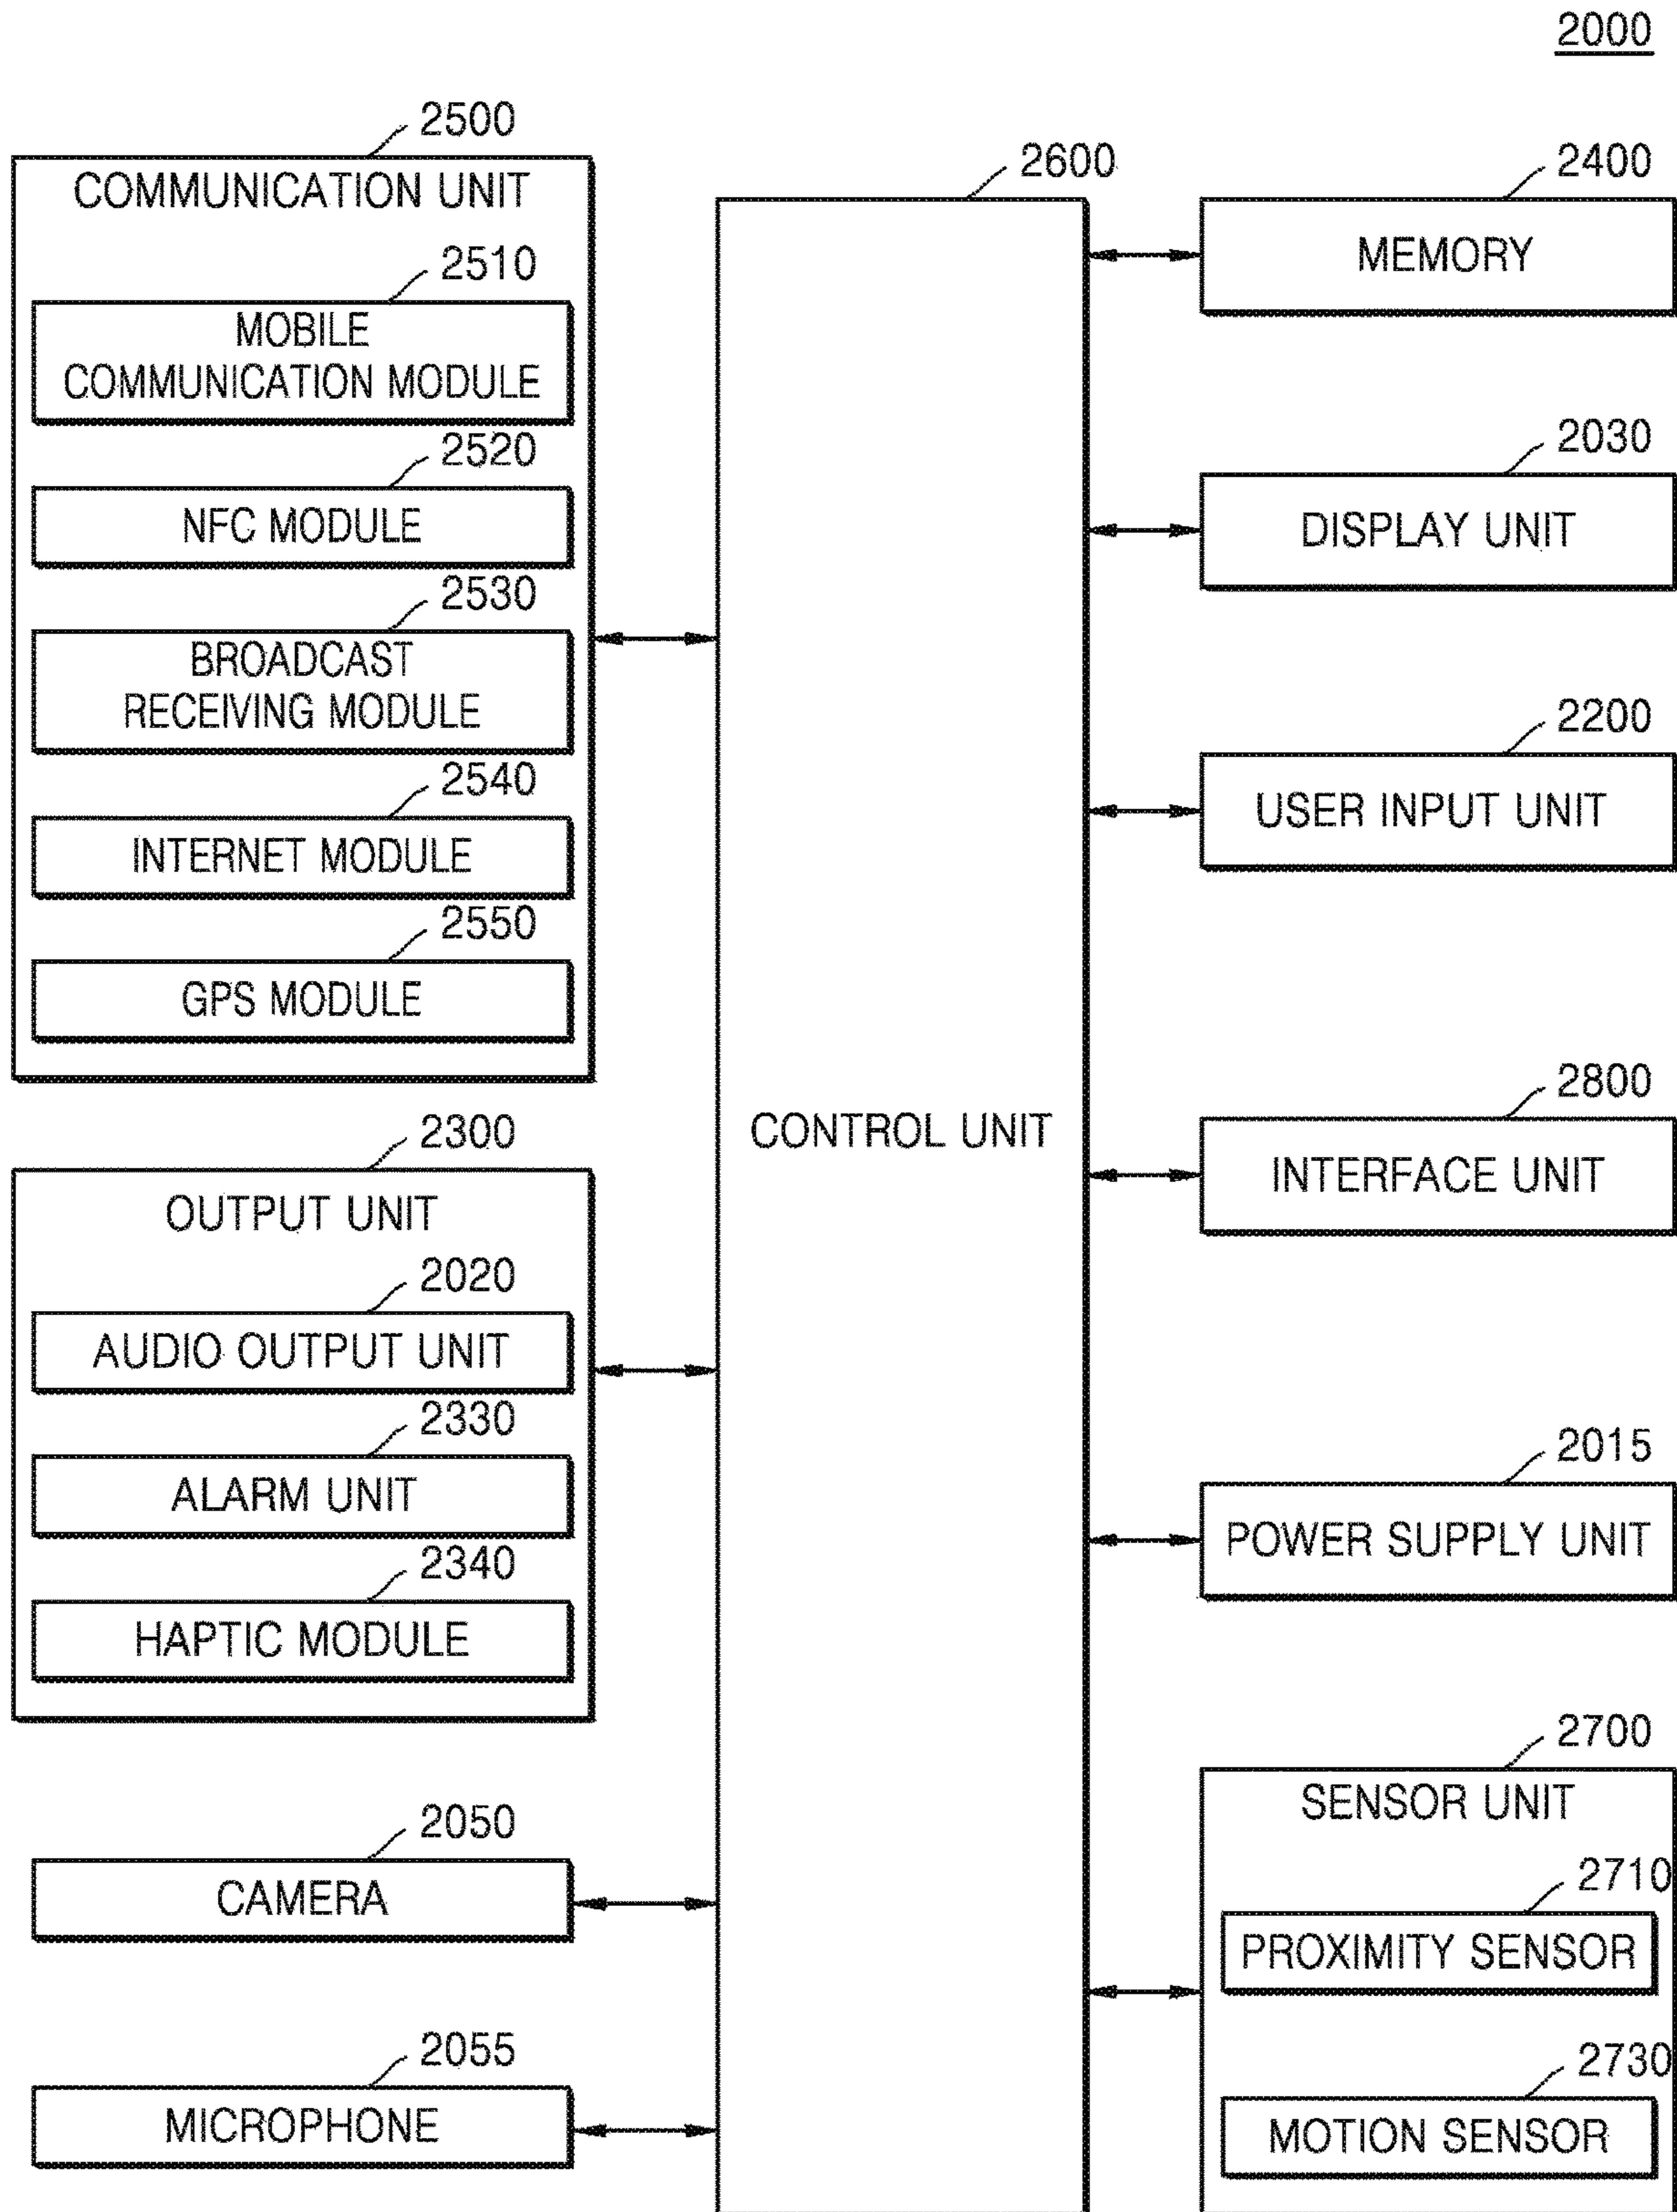 2000
2500
COMMUNICATION UNIT
2510
MOBILE
COMMUNICATION MODULE
2520
NFC MODULE
2530
BROADCAST
RECEIVING MODULE
2540
INTERNET MODULE
2550
GPS MODULE
2300
OUTPUT UNIT
2020
AUDIO OUTPUT UNIT
2330
ALARM UNIT
2340
HAPTIC MODULE
2050
CAMERA
2055
MICROPHONE
2600
CONTROL UNIT
2400
MEMORY
2030
DISPLAY UNIT
2200
USER INPUT UNIT
2800
INTERFACE UNIT
2015
POWER SUPPLY UNIT
2700
SENSOR UNIT
2710
PROXIMITY SENSOR
2730
MOTION SENSOR